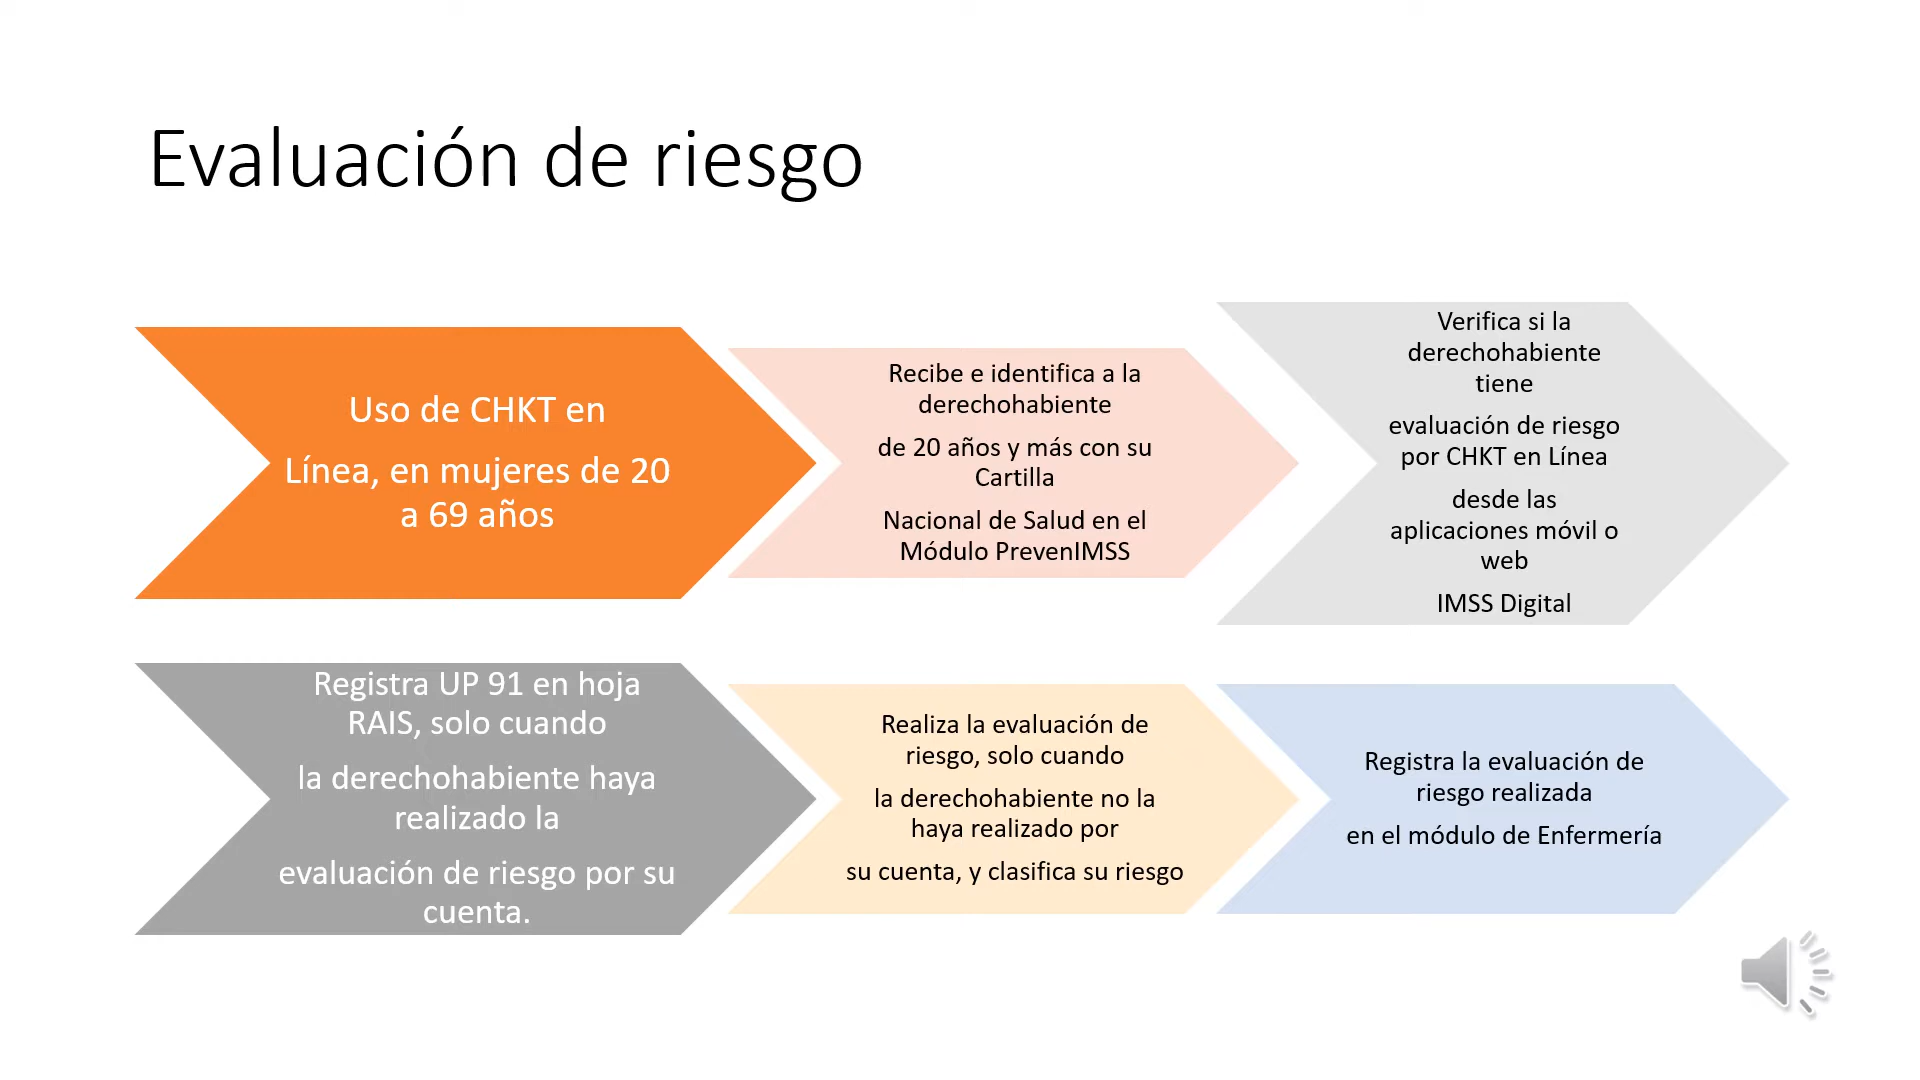 Evaluación de riesgo
Uso de CHKT en
Línea, en mujeres de 20
a 69 años
Recibe e identifica a la
derechohabiente
de 20 años y más con su
Cartilla
Nacional de Salud en el
Módulo PrevenIMSS
Verifica si la
derechohabiente
tiene
evaluación de riesgo
por CHKT en Línea
desde las
aplicaciones móvil o
web
IMSS Digital
Registra UP 91 en hoja
RAIS, solo cuando
la derechohabiente haya
realizado la
evaluación de riesgo por su
cuenta.
Realiza la evaluación de
riesgo, solo cuando
la derechohabiente no la
haya realizado por
su cuenta, y clasifica su riesgo
Registra la evaluación de
riesgo realizada
en el módulo de Enfermería